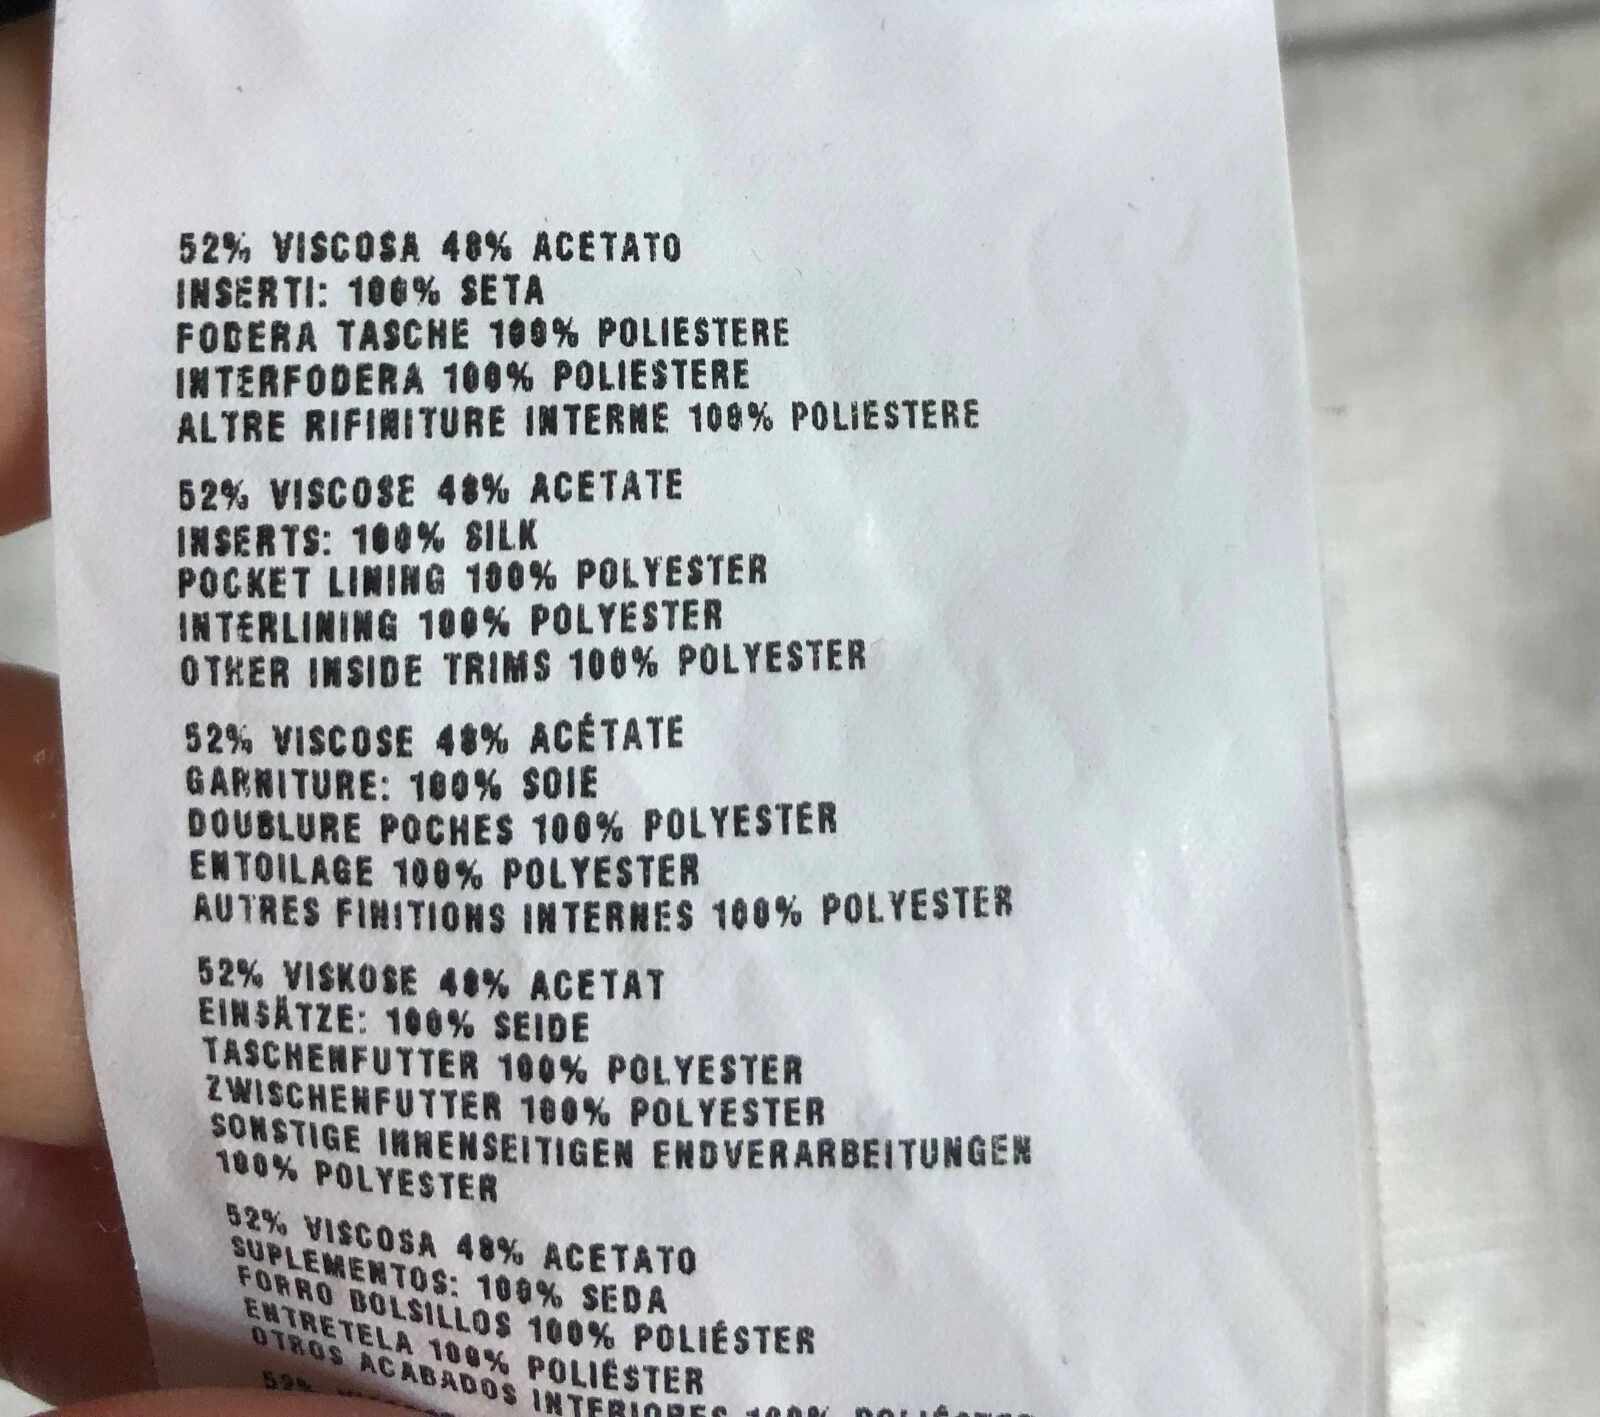 52% VISCOSA 48% ACETATO
INSERTI: 100% SETA
FODERA TASCHE 100% POLIESTERE
INTERFODERA 100% POLIESTERE
ALTRE RIFINITURE INTERNE 100% POLIESTERE
52% VISCOSE 48% ACETATE
INSERTS: 100% SILK
POCKET LINING 100% POLYESTER
INTERLINING 100% POLYESTER
OTHER INSIDE TRIMS 100% POLYESTER
52% VISCOSE 48% ACÉTATE
GARNITURE: 100% SOIE
DOUBLURE POCHES 100% POLYESTER
ENTOILAGE 100% POLYESTER
AUTRES FINITIONS INTERNES 100% POLYESTER
52% VISKOSE 48% ACETAT
EINSÄTZE: 100% SEIDE
TASCHENFUTTER 100% POLYESTER
ZWISCHENFUTTER 100% POLYESTER
SONSTIGE INNENSEITIGEN ENDVERARBEITUNGEN
100% POLYESTER
52% VISCOSA 48% ACETATO
SUPLEMENTOS: 100% SEDA
FORRO BOLSILLOS 100% POLIÉSTER
ENTRETELA 100% POLIÉSTER
OTROS ACABADOS INTERIORES 100% POLIÉSTER
52%